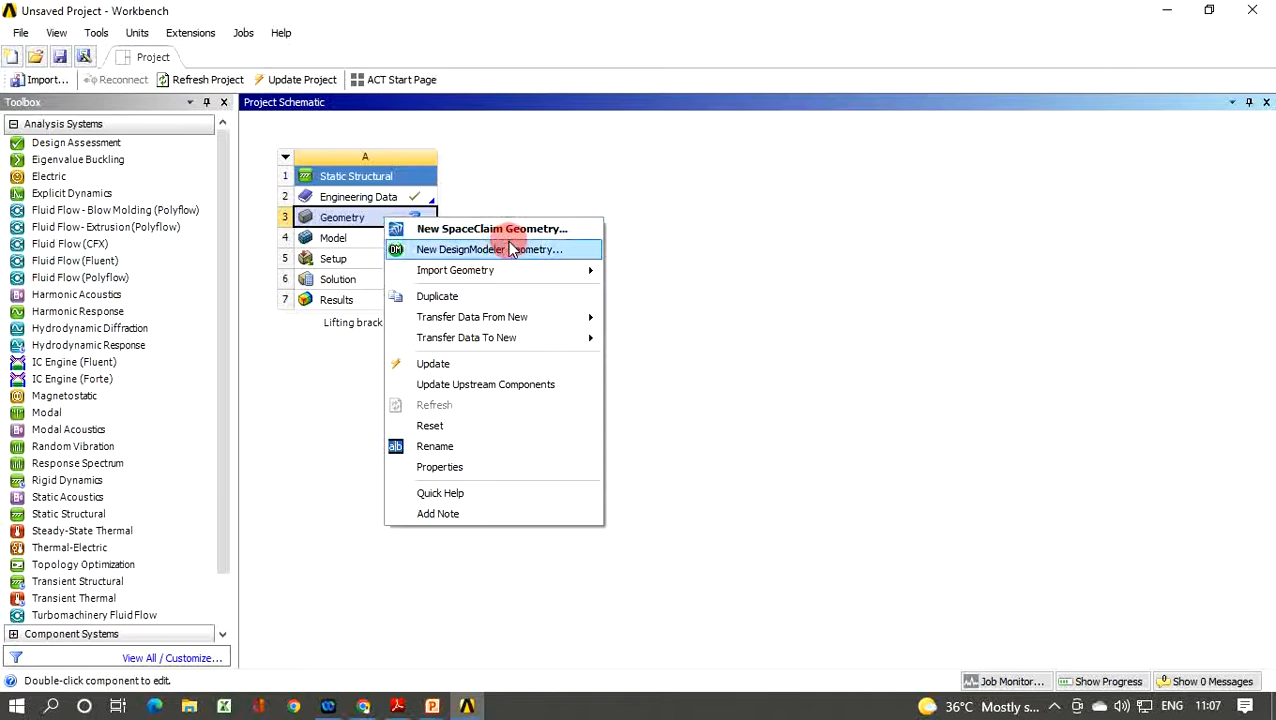 Unsaved Project - Workbench
File View Tools Units Extensions Jobs Help
Project
Import... Reconnect Refresh Project Update Project ACT Start Page
Toolbox
Analysis Systems
Design Assessment
Eigenvalue Buckling
Electric
Explicit Dynamics
Fluid Flow - Blow Molding (Polyflow)
Fluid Flow - Extrusion (Polyflow)
Fluid Flow (CFX)
Fluid Flow (Fluent)
Fluid Flow (Polyflow)
Harmonic Acoustics
Harmonic Response
Hydrodynamic Diffraction
Hydrodynamic Response
IC Engine (Fluent)
IC Engine (Forte)
Magnetostatic
Modal
Modal Acoustics
Random Vibration
Response Spectrum
Rigid Dynamics
Static Acoustics
Static Structural
Steady-State Thermal
Thermal-Electric
Topology Optimization
Transient Structural
Transient Thermal
Turbomachinery Fluid Flow
Component Systems
View All / Customize...
Project Schematic
A
1 Static Structural
2 Engineering Data
3 Geometry
4 Model
5 Setup
6 Solution
7 Results
Lifting brack
New SpaceClaim Geometry...
New DesignModeler Geometry...
Import Geometry
Duplicate
Transfer Data From New
Transfer Data To New
Update
Update Upstream Components
Refresh
Reset
a|b Rename
Properties
Quick Help
Add Note
Double-click component to edit.
Job Monitor... Show Progress Show 0 Messages
36°C Mostly s... ENG 11:07